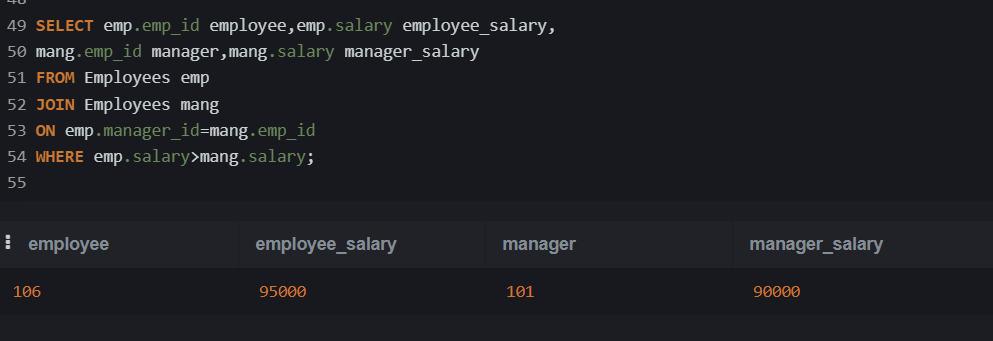 49 SELECT emp.emp_id employee,emp.salary employee_salary,
50 mang.emp_id manager,mang.salary manager_salary
51 FROM Employees emp
52 JOIN Employees mang
53 ON emp.manager_id=mang.emp_id
54 WHERE emp.salary>mang.salary;
55
employee employee_salary manager manager_salary
106 95000 101 90000